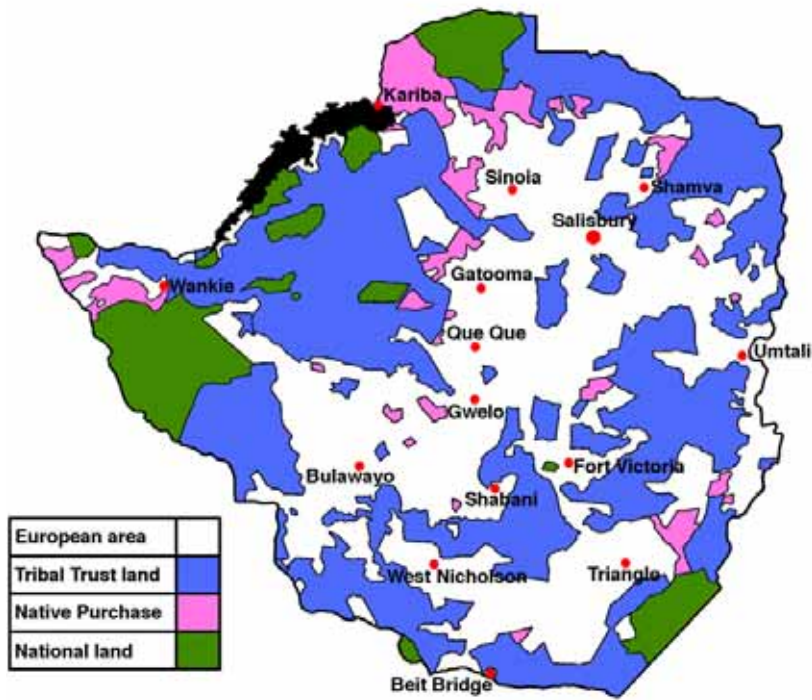 Kariba
Sinoia
Shamva
Salisbury
Wankie
Gatooma
Que Que
Umtali
Gwelo
Bulawayo
Fort Victoria
Shabani
West Nicholson
Trianglo
Beit Bridge
European area
Tribal Trust land
Native Purchase
National land